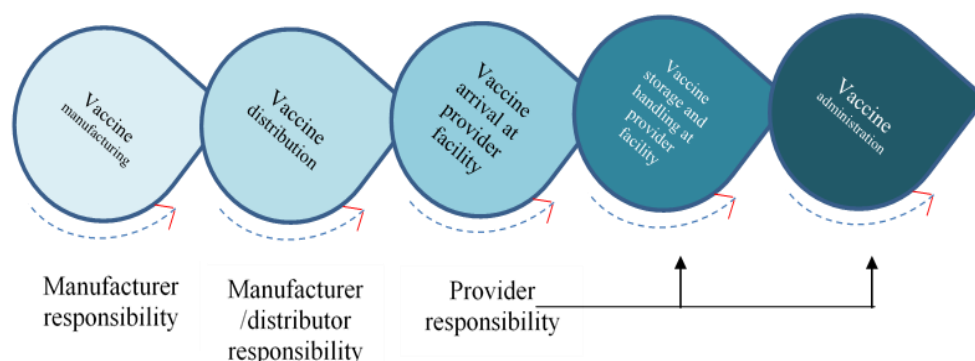 Vaccine
manufacturing
Vaccine
distribution
Vaccine
arrival at
provider
facility
Vaccine
storage and
handling at
provider
facility
Vaccine
administration
Manufacturer
responsibility
Manufacturer
/distributor
responsibility
Provider
responsibility